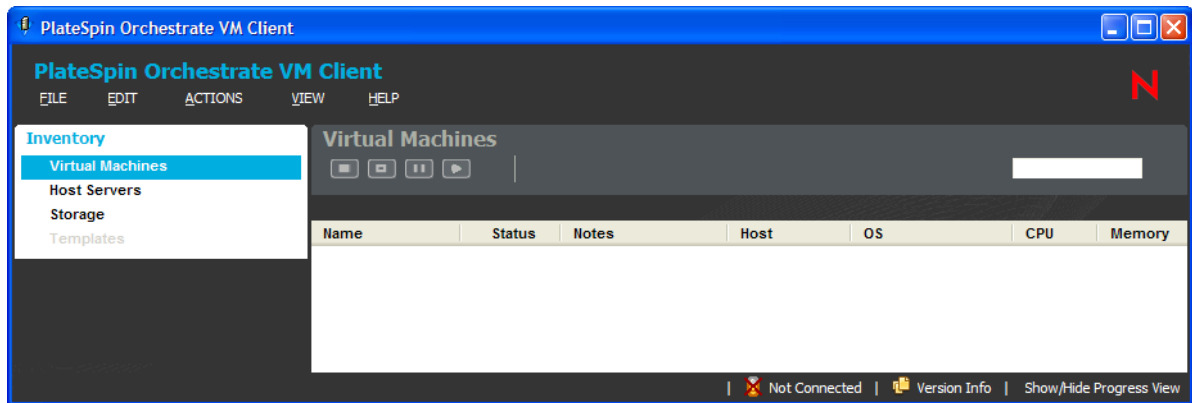 PlateSpin Orchestrate VM Client
PlateSpin Orchestrate VM Client
FILE EDIT ACTIONS VIEW HELP
N
Inventory
Virtual Machines
Host Servers
Storage
Templates
Virtual Machines
Name Status Notes Host OS CPU Memory
| Not Connected | Version Info | Show/Hide Progress View